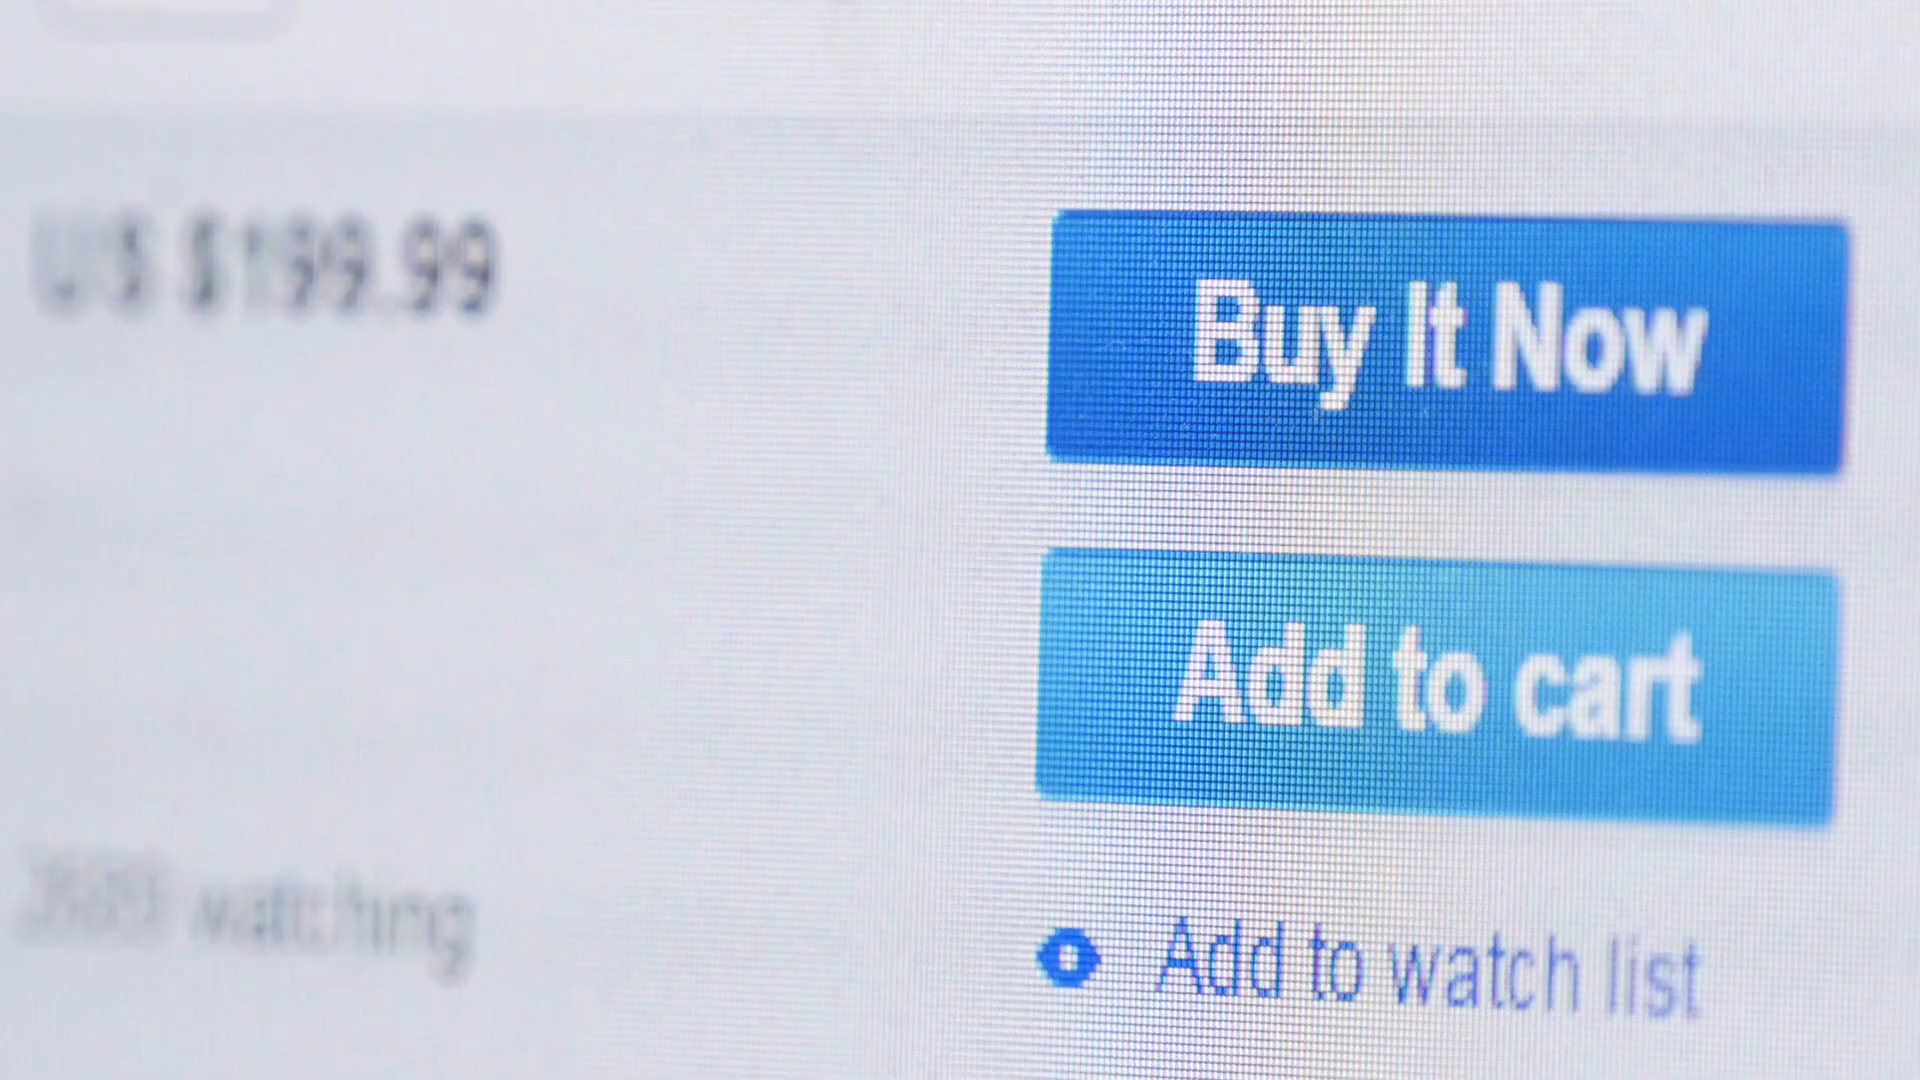 US $199.99
Buy It Now
Add to cart
watching
Add to watch list